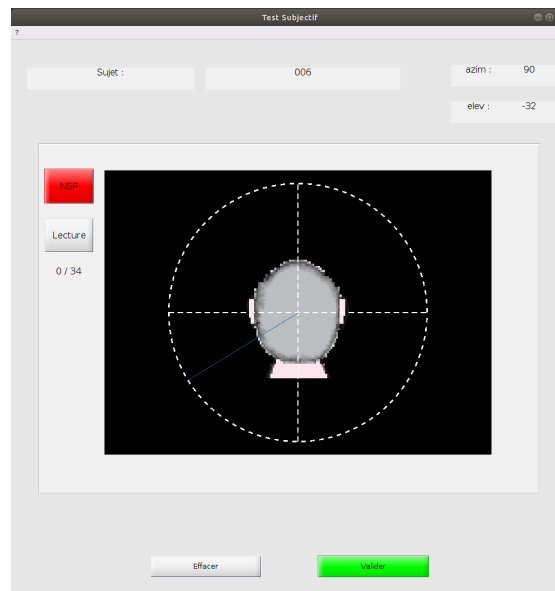 Test Subjectif
?
Sujet : 006 azim : 90
elev : -32
NSP
Lecture
0 / 34
Effacer Valider